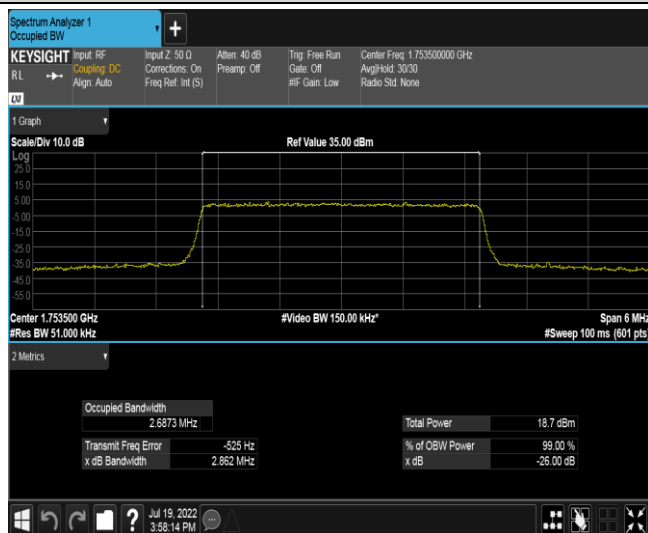 Spectrum Analyzer 1
Occupied BW
+
KEYSIGHT Input: RF Input Z: 50 Ω Atten: 40 dB Trig: Free Run Center Freq: 1.753500000 GHz
RL Coupling: DC Corrections: On Preamp: Off Gate: Off Avg|Hold: 30/30
Align: Auto Freq Ref: Int (S) #IF Gain: Low Radio Std: None
LXI
1 Graph
Scale/Div 10.0 dB Ref Value 35.00 dBm
Log
25.0
15.0
5.00
-5.00
-15.0
-25.0
-35.0
-45.0
-55.0
Center 1.753500 GHz #Video BW 150.00 kHz* Span 6 MHz
#Res BW 51.000 kHz #Sweep 100 ms (601 pts)
2 Metrics
Occupied Bandwidth
2.6873 MHz Total Power 18.7 dBm
Transmit Freq Error -525 Hz % of OBW Power 99.00 %
x dB Bandwidth 2.862 MHz x dB -26.00 dB
? Jul 19, 2022
3:58:14 PM